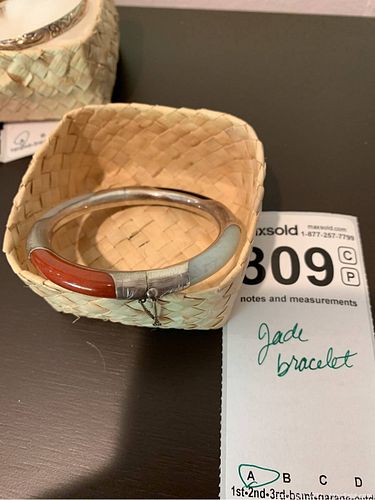 xsold maxsold.com
1-877-257-7799
309 C
P
notes and measurements
Jade
bracelet
A B C D
1st•2nd•3rd•bsmt•garage•outd